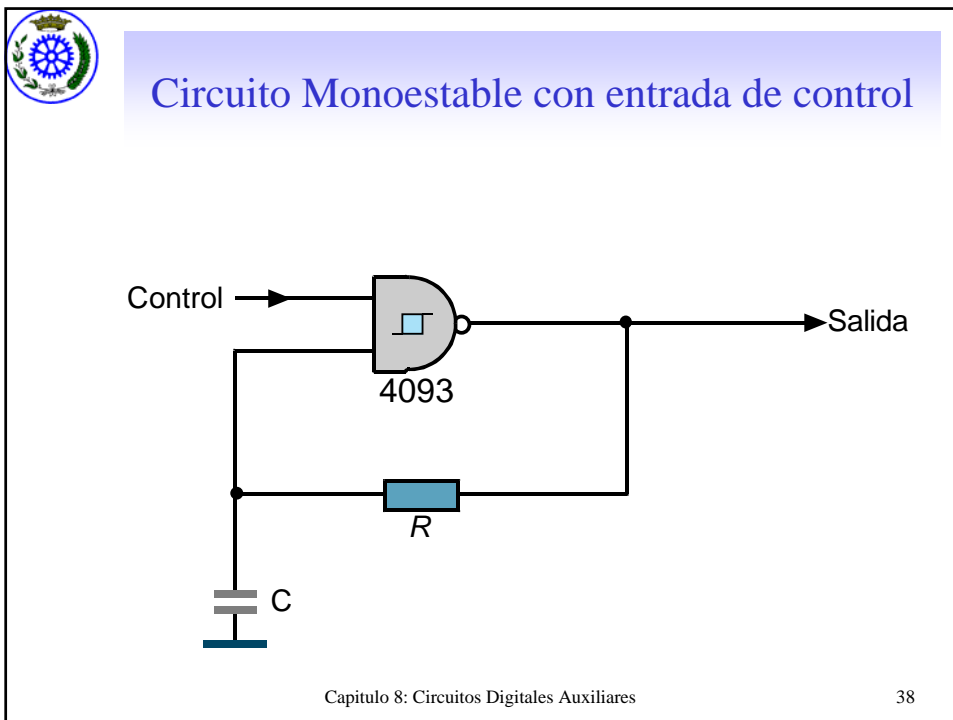 Circuito Monoestable con entrada de control
Control
Salida
4093
R
C
Capitulo 8: Circuitos Digitales Auxiliares
38